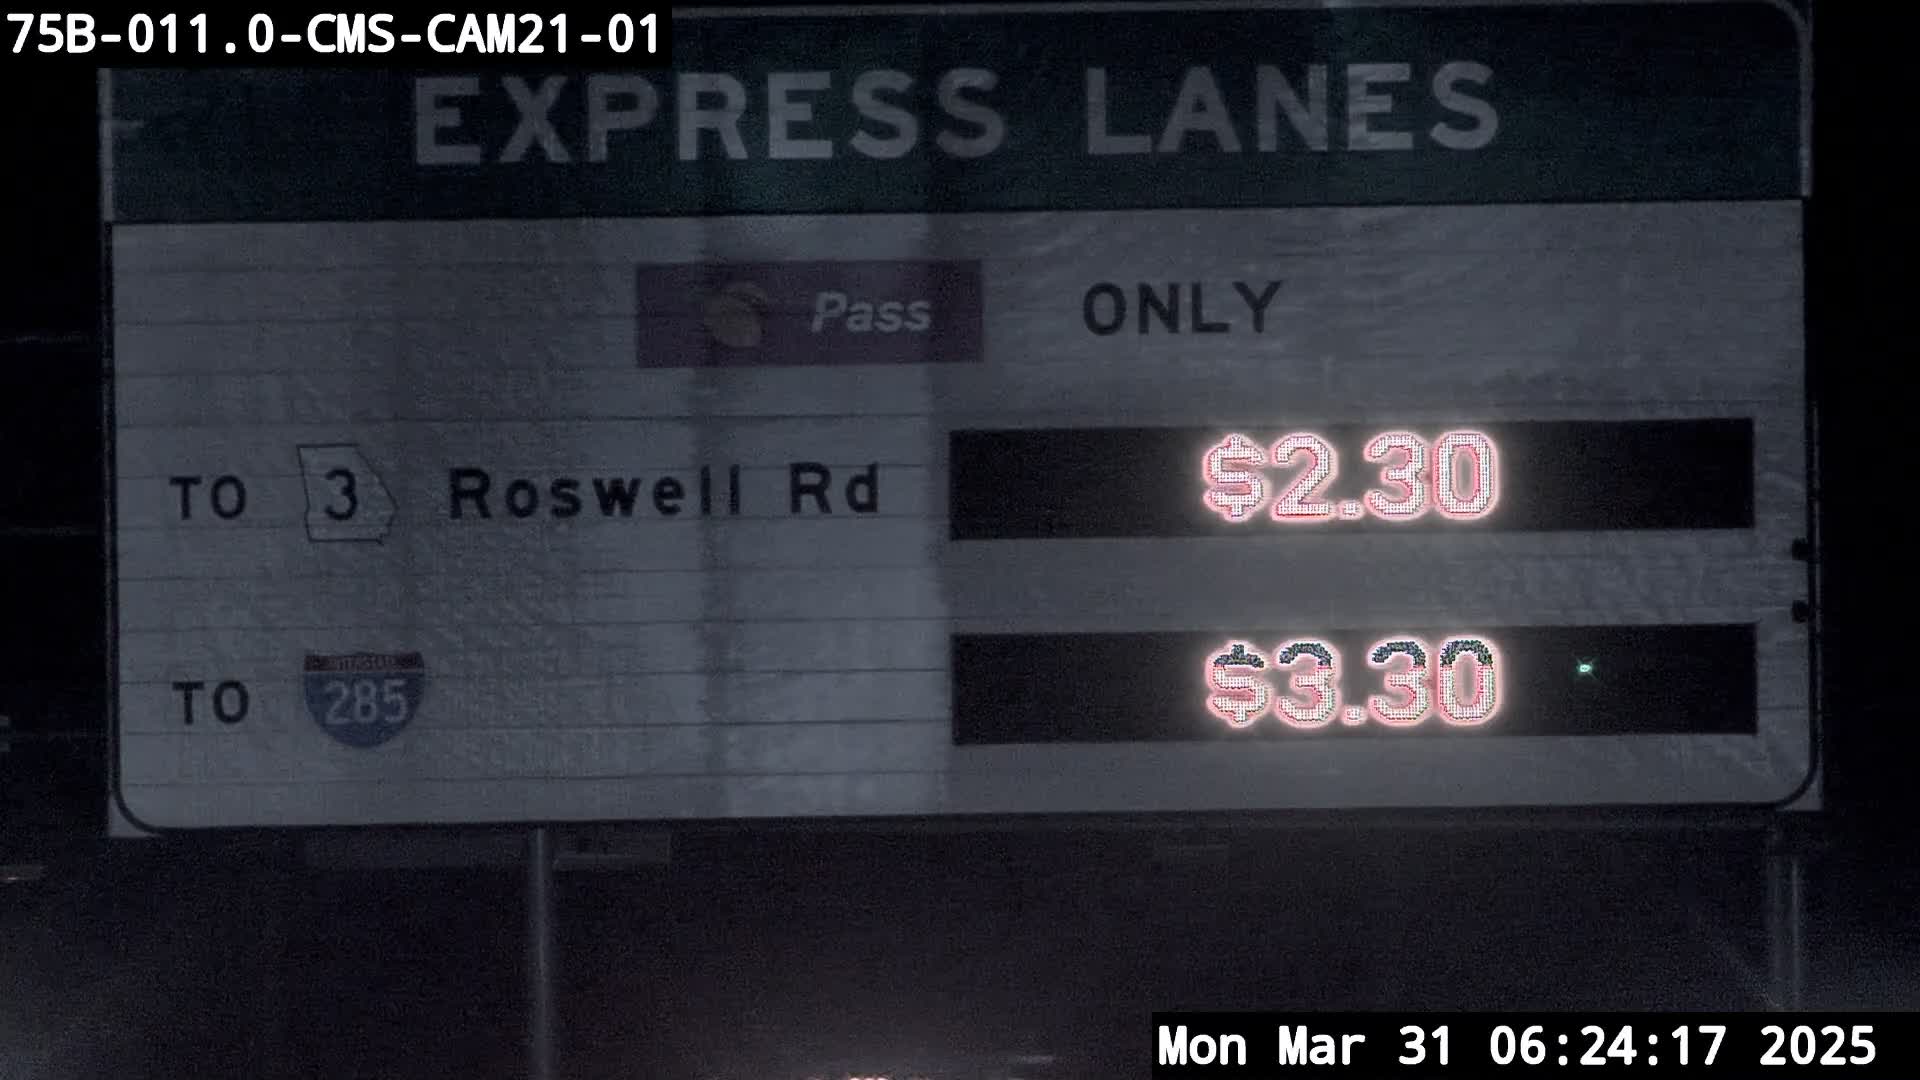 75B-011.0-CMS-CAM21-01
EXPRESS LANES
Pass ONLY
TO 3 Roswell Rd $2.30
INTERSTATE
TO 285 $3.30
Mon Mar 31 06:24:17 2025